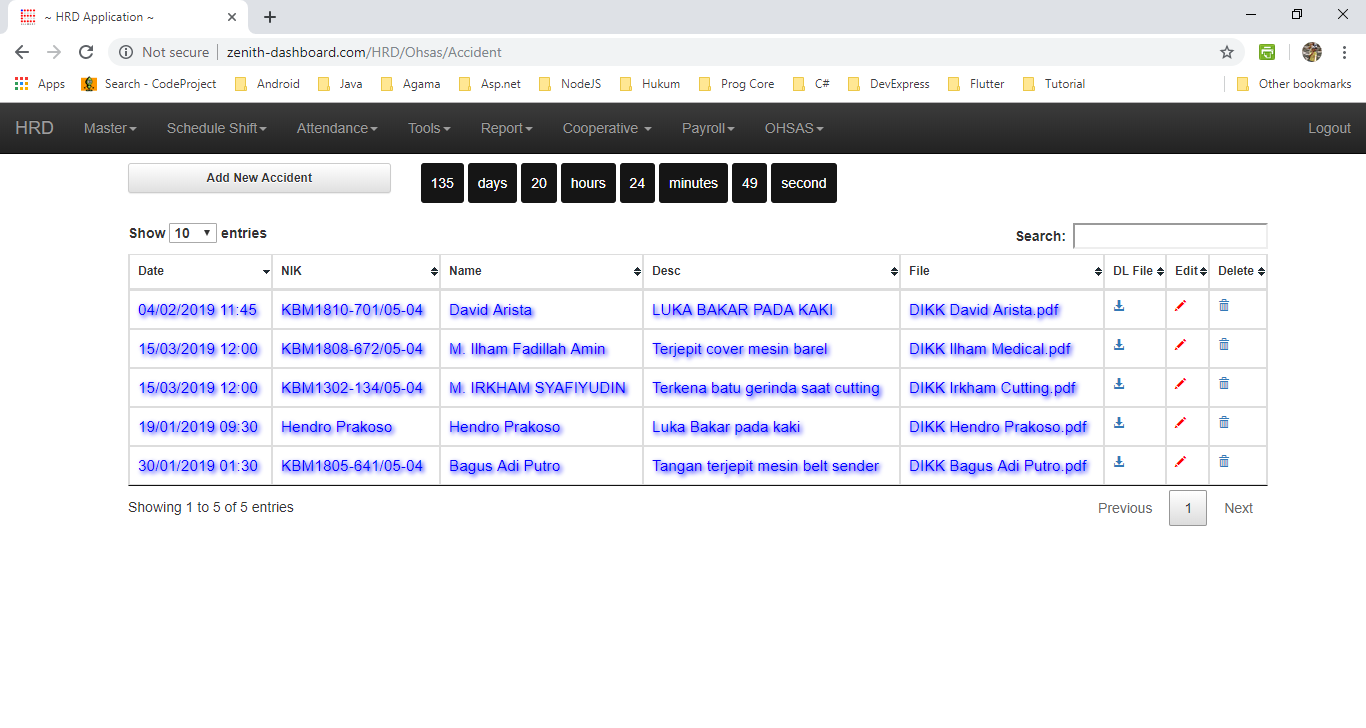 ~ HRD Application ~
Not secure zenith-dashboard.com/HRD/Ohsas/Accident
Apps Search - CodeProject Android Java Agama Asp.net NodeJS Hukum Prog Core C# DevExpress Flutter Tutorial Other bookmarks
HRD Master Schedule Shift Attendance Tools Report Cooperative Payroll OHSAS Logout
Add New Accident 135 days 20 hours 24 minutes 49 second
Show 10 entries Search:
Date NIK Name Desc File DL File Edit Delete
04/02/2019 11:45 KBM1810-701/05-04 David Arista LUKA BAKAR PADA KAKI DIKK David Arista.pdf
15/03/2019 12:00 KBM1808-672/05-04 M. Ilham Fadillah Amin Terjepit cover mesin barel DIKK Ilham Medical.pdf
15/03/2019 12:00 KBM1302-134/05-04 M. IRKHAM SYAFIYUDIN Terkena batu gerinda saat cutting DIKK Irkham Cutting.pdf
19/01/2019 09:30 Hendro Prakoso Hendro Prakoso Luka Bakar pada kaki DIKK Hendro Prakoso.pdf
30/01/2019 01:30 KBM1805-641/05-04 Bagus Adi Putro Tangan terjepit mesin belt sender DIKK Bagus Adi Putro.pdf
Showing 1 to 5 of 5 entries Previous 1 Next